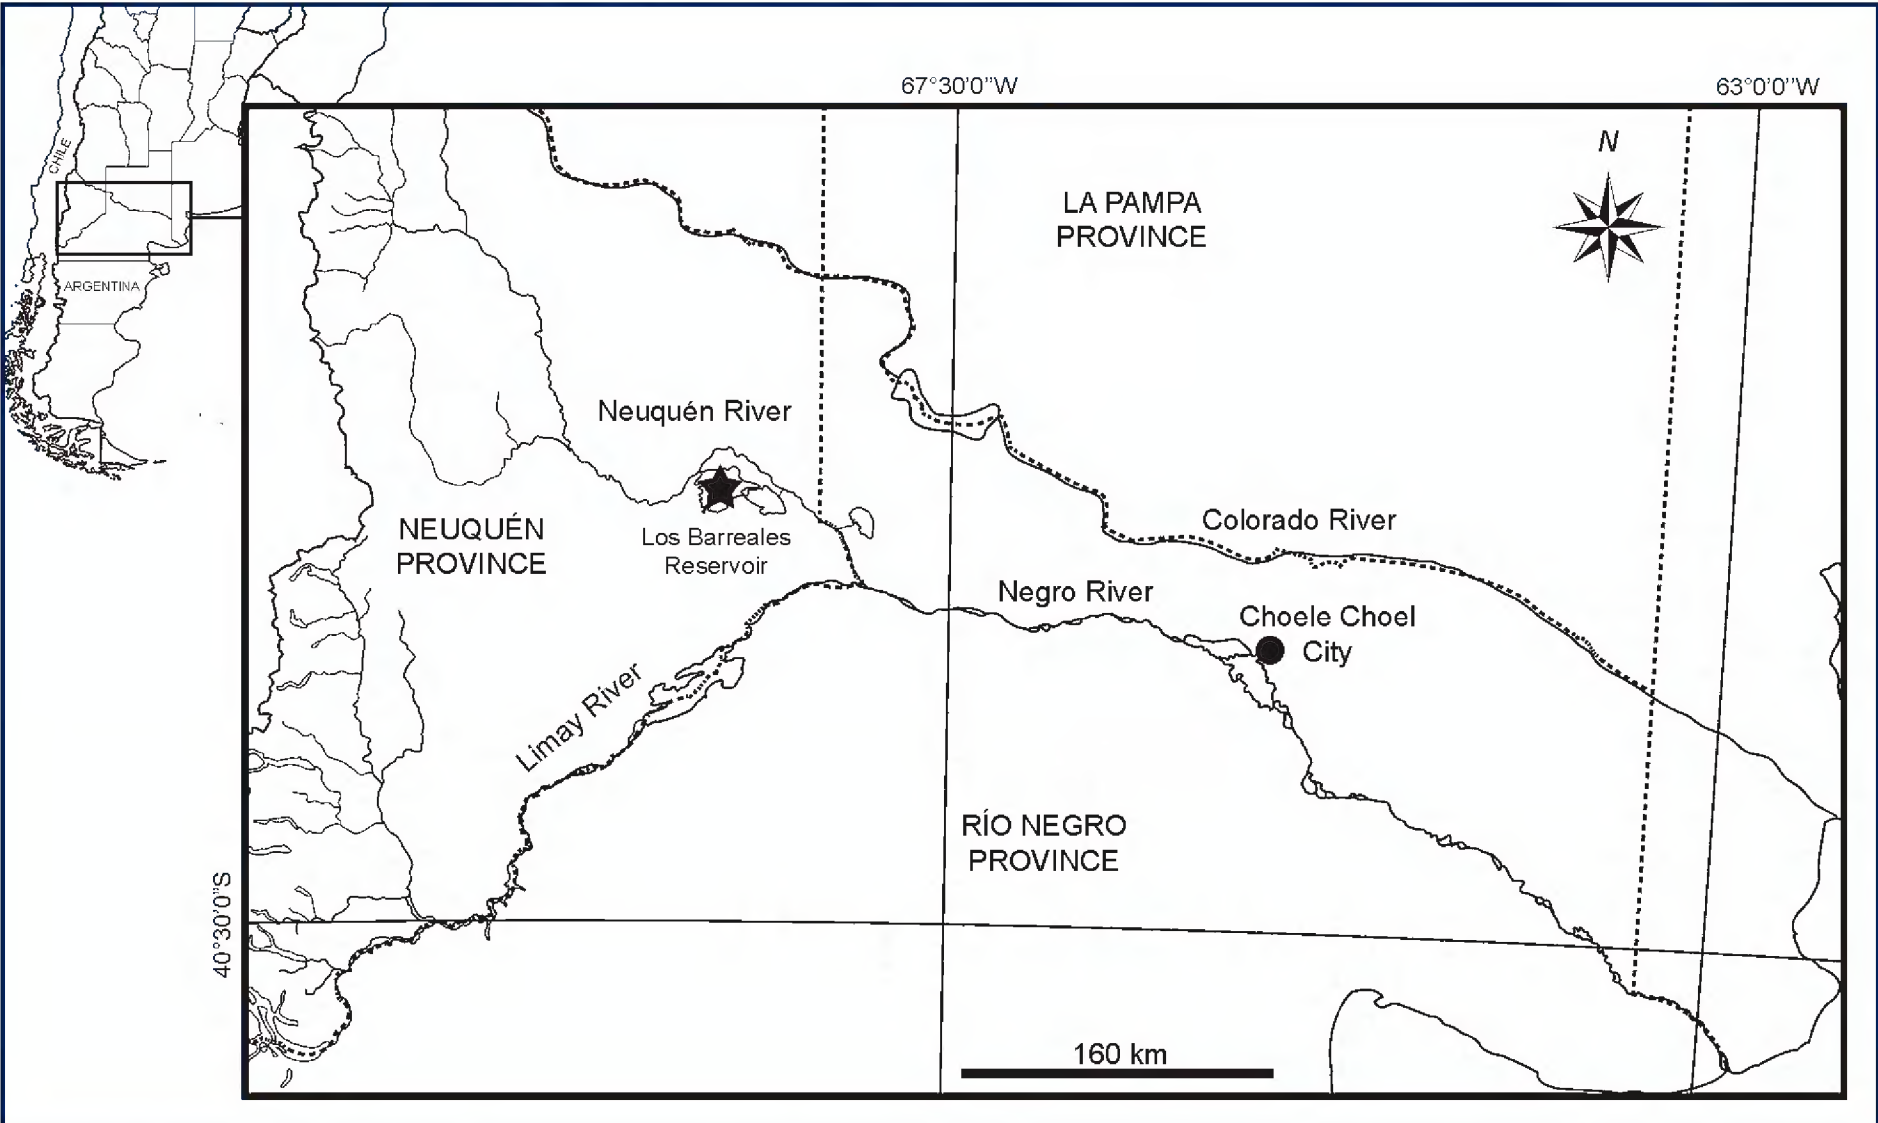 67°30'0"W
63°0'0"W
CHILE
N
LA PAMPA
PROVINCE
ARGENTINA
Neuquén River
NEUQUÉN
PROVINCE
Los Barreales
Reservoir
Colorado River
Negro River
Choele Choel
City
Limay River
RÍO NEGRO
PROVINCE
40°30'0"S
160 km